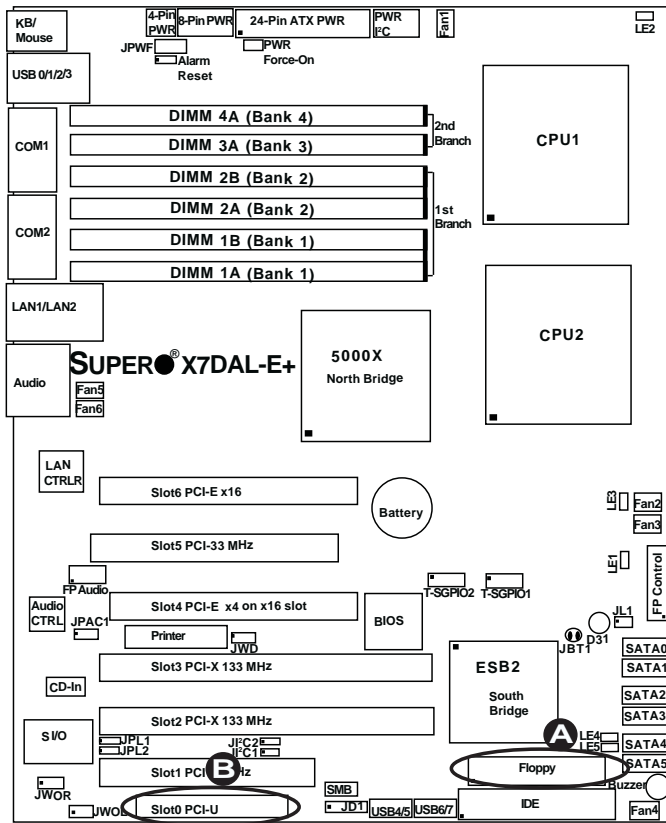 KB/
Mouse
4-Pin
PWR
8-Pin PWR
24-Pin ATX PWR
PWR
I²C
Fan1
LE2
JPWF
Alarm
Reset
PWR
Force-On
USB 0/1/2/3
COM1
COM2
DIMM 4A (Bank 4)
DIMM 3A (Bank 3)
2nd
Branch
DIMM 2B (Bank 2)
DIMM 2A (Bank 2)
DIMM 1B (Bank 1)
DIMM 1A (Bank 1)
1st
Branch
CPU1
LAN1/LAN2
CPU2
Audio
SUPER® X7DAL-E+
5000X
North Bridge
Fan5
Fan6
LAN
CTRLR
Slot6 PCI-E x16
Battery
LE3
Fan2
Fan3
Slot5 PCI-33 MHz
LE1
FP Control
FP Audio
T-SGPIO2
T-SGPIO1
Audio
CTRL
Slot4 PCI-E x4 on x16 slot
BIOS
JPAC1
Printer
JWD
JL1
D31
JBT1
SATA0
SATA1
Slot3 PCI-X 133 MHz
ESB2
South
Bridge
CD-In
SATA2
SATA3
Slot2 PCI-X 133 MHz
S I/O
JPL1
JPL2
JI²C2
JI²C1
A
LE4
LE5
SATA4
SATA5
Slot1 PCI-
B
Hz
Floppy
Buzzer
JWOR
SMB
JWOL
Slot0 PCI-U
JD1
USB4/5
USB6/7
IDE
Fan4